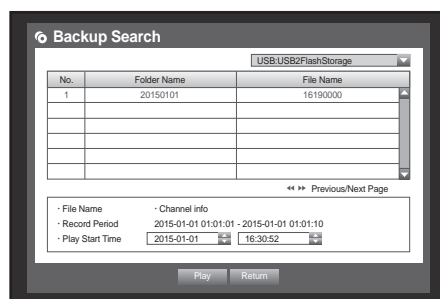 Backup Search
USB:USB2FlashStorage
No. Folder Name File Name
1 20150101 16190000
Previous/Next Page
· File Name · Channel info
· Record Period 2015-01-01 01:01:01 - 2015-01-01 01:01:10
· Play Start Time 2015-01-01 16:30:52
Play Return